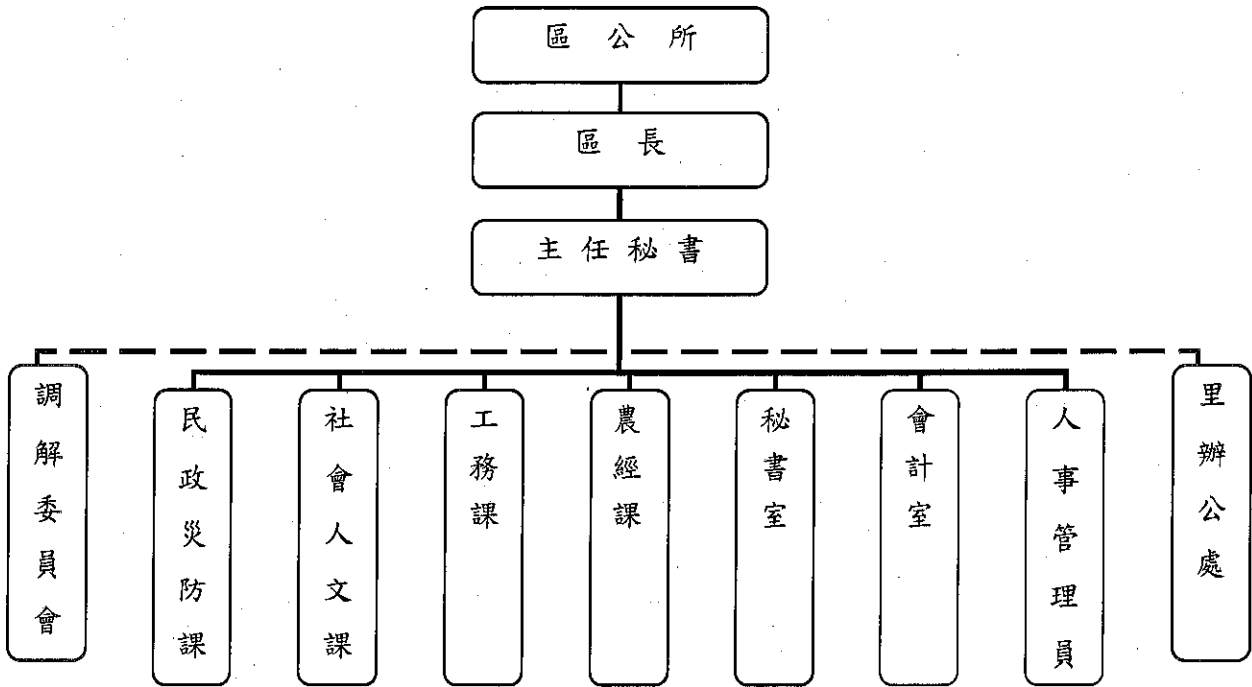 區公所
區長
主任秘書
調解委員會
民政災防課
社會人文課
工務課
農經課
秘書室
會計室
人事管理員
里辦公處